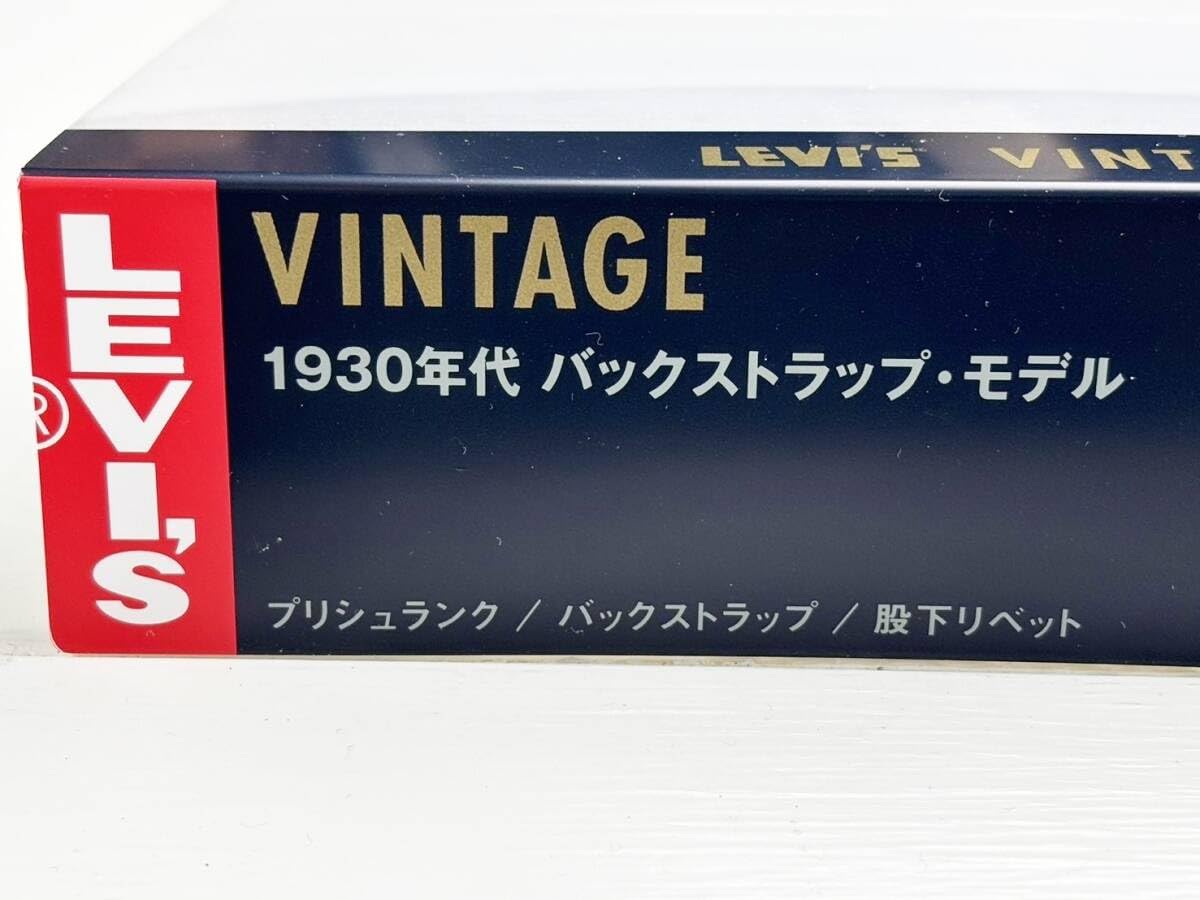 LEVI'S VINT
LEVI'S
®
VINTAGE
1930年代 バックストラップ・モデル
プリシュランク / バックストラップ / 股下リベット